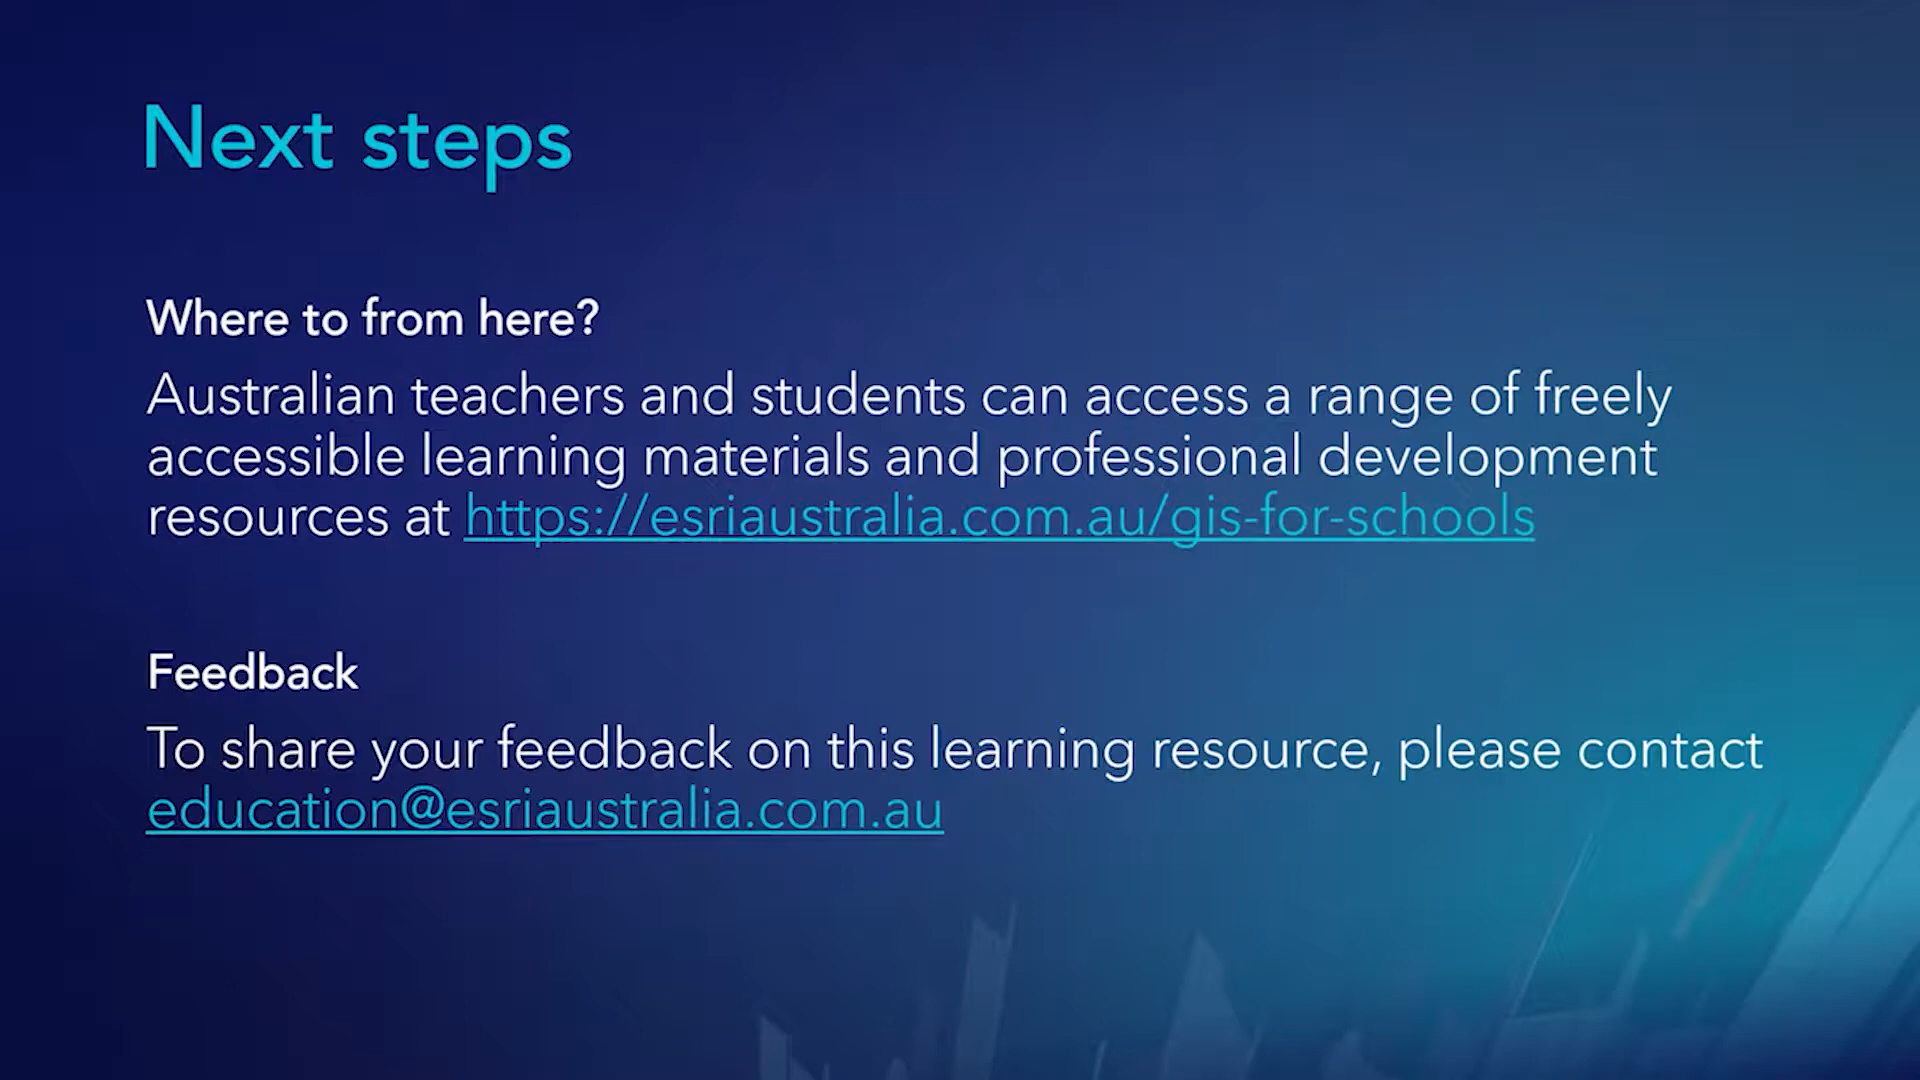 Next steps
Where to from here?
Australian teachers and students can access a range of freely
accessible learning materials and professional development
resources at https://esriaustralia.com.au/gis-for-schools
Feedback
To share your feedback on this learning resource, please contact
education@esriaustralia.com.au